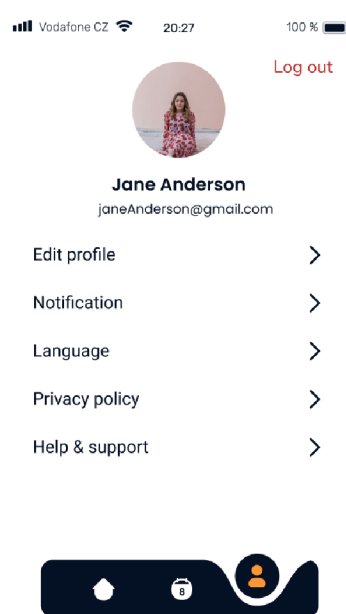 Vodafone CZ 20:27 100 %
Log out
Jane Anderson
janeAnderson@gmail.com
Edit profile
Notification
Language
Privacy policy
Help & support
8